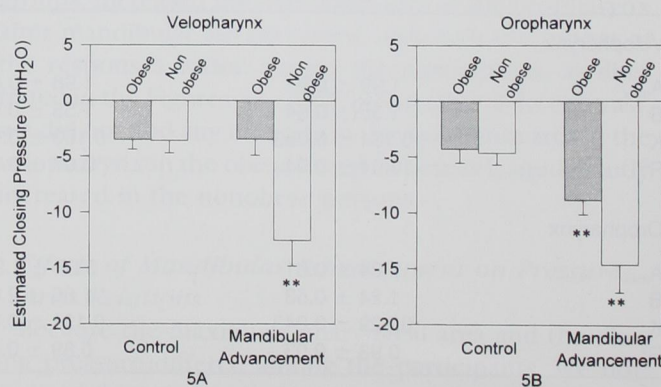 Velopharynx
Oropharynx
Estimated Closing Pressure (cmH2O)
5
0
-5
-10
-15
-20
Obese
Non obese
Obese
Non obese
**
Control
Mandibular
Advancement
5A
5
0
-5
-10
-15
-20
Obese
Non obese
Obese
Non obese
**
**
Control
Mandibular
Advancement
5B